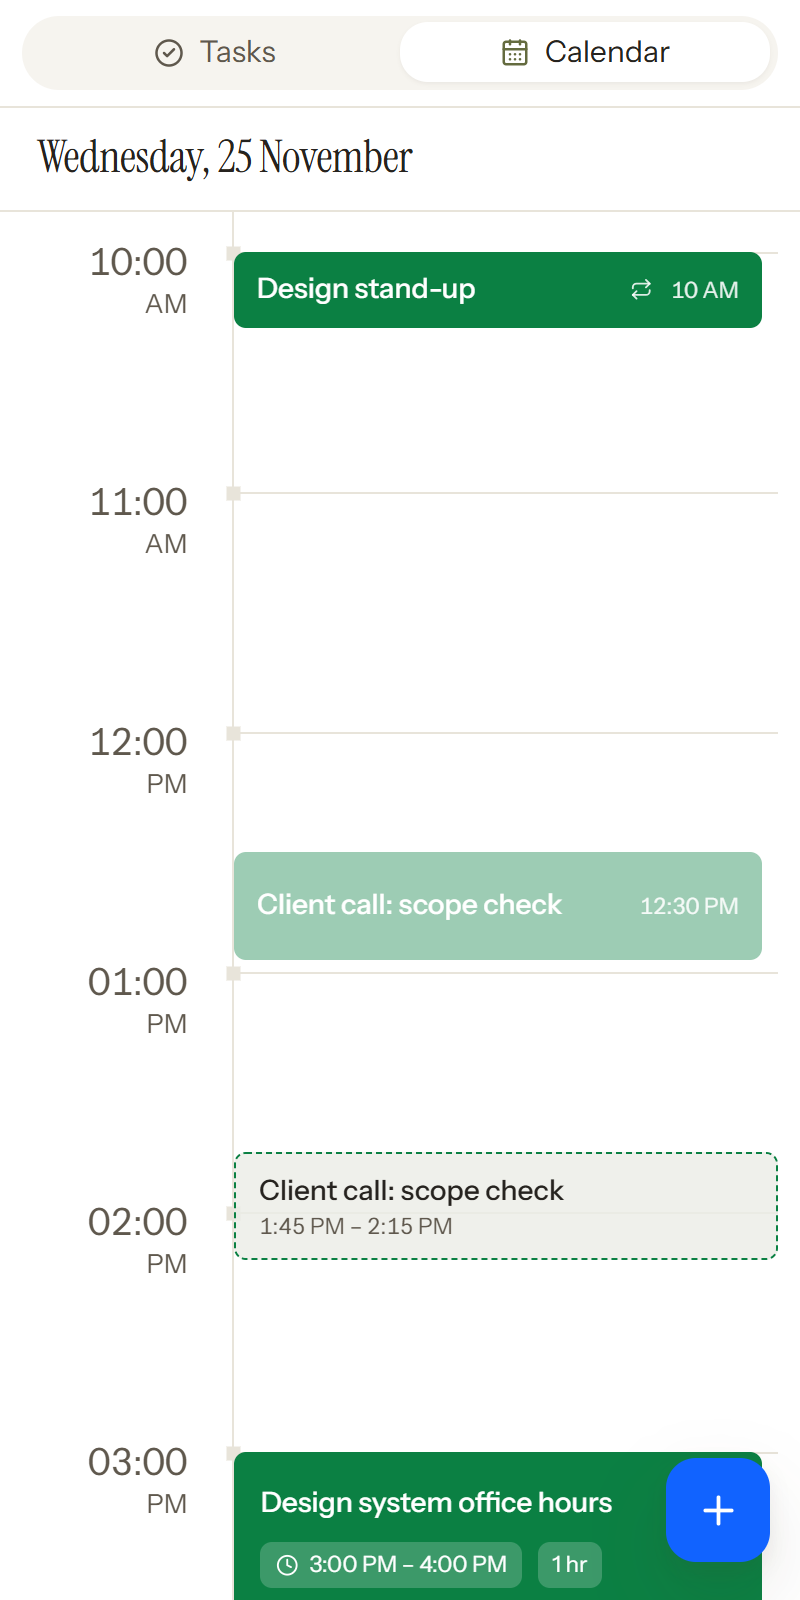 Tasks
Calendar
Wednesday, 25 November
10:00
AM
Design stand-up 10 AM
11:00
AM
12:00
PM
Client call: scope check 12:30 PM
01:00
PM
Client call: scope check
1:45 PM – 2:15 PM
02:00
PM
03:00
PM
Design system office hours
3:00 PM – 4:00 PM 1 hr